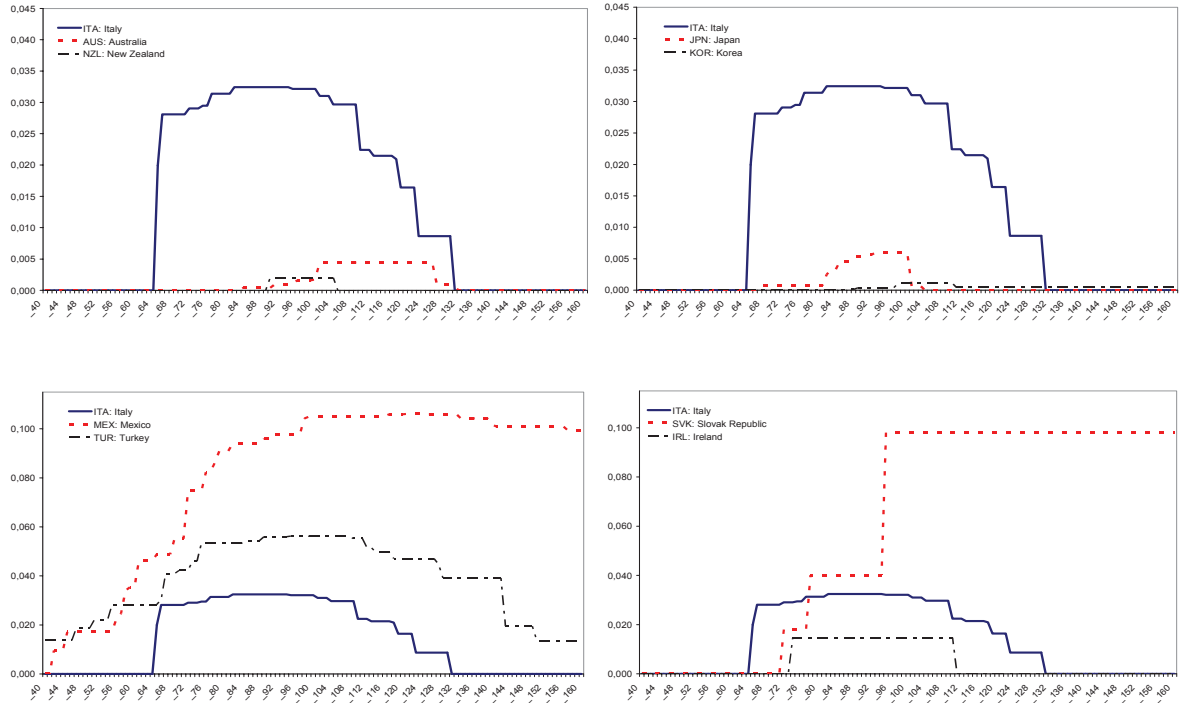 0,045
0,040
0,035
0,030
0,025
0,020
0,015
0,010
0,005
0,000
ITA: Italy
AUS: Australia
NZL: New Zealand
_40 _44 _48 _52 _56 _60 _64 _68 _72 _76 _80 _84 _88 _92 _96 _100 _104 _108 _112 _116 _120 _124 _128 _132 _136 _140 _144 _148 _152 _156 _160
0,045
0,040
0,035
0,030
0,025
0,020
0,015
0,010
0,005
0,000
ITA: Italy
JPN: Japan
KOR: Korea
_40 _44 _48 _52 _56 _60 _64 _68 _72 _76 _80 _84 _88 _92 _96 _100 _104 _108 _112 _116 _120 _124 _128 _132 _136 _140 _144 _148 _152 _156 _160
0,100
0,080
0,060
0,040
0,020
0,000
ITA: Italy
MEX: Mexico
TUR: Turkey
_40 _44 _48 _52 _56 _60 _64 _68 _72 _76 _80 _84 _88 _92 _96 _100 _104 _108 _112 _116 _120 _124 _128 _132 _136 _140 _144 _148 _152 _156 _160
0,100
0,080
0,060
0,040
0,020
0,000
ITA: Italy
SVK: Slovak Republic
IRL: Ireland
_40 _44 _48 _52 _56 _60 _64 _68 _72 _76 _80 _84 _88 _92 _96 _100 _104 _108 _112 _116 _120 _124 _128 _132 _136 _140 _144 _148 _152 _156 _160